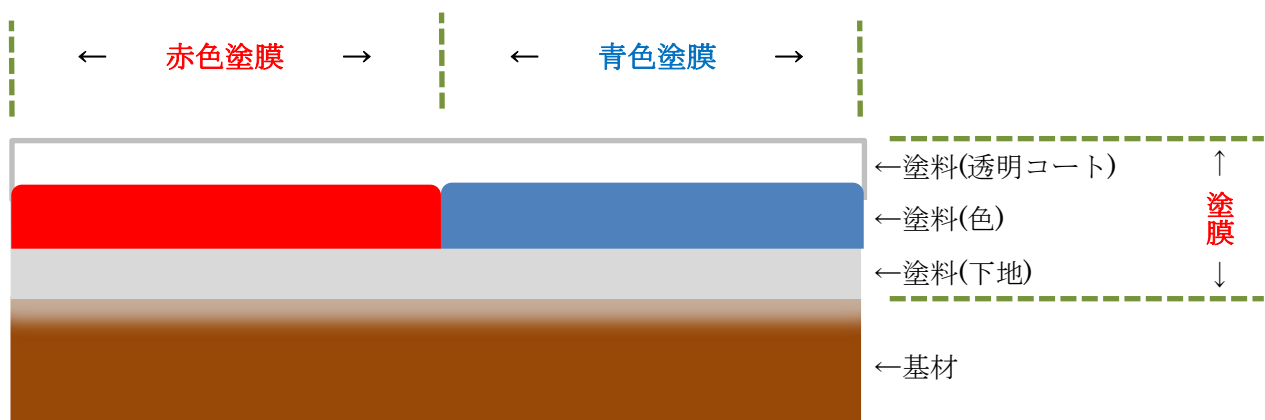 ← 赤色塗膜 → ← 青色塗膜 →
←塗料(透明コート)
↑
塗膜
↓
←塗料(色)
←塗料(下地)
←基材